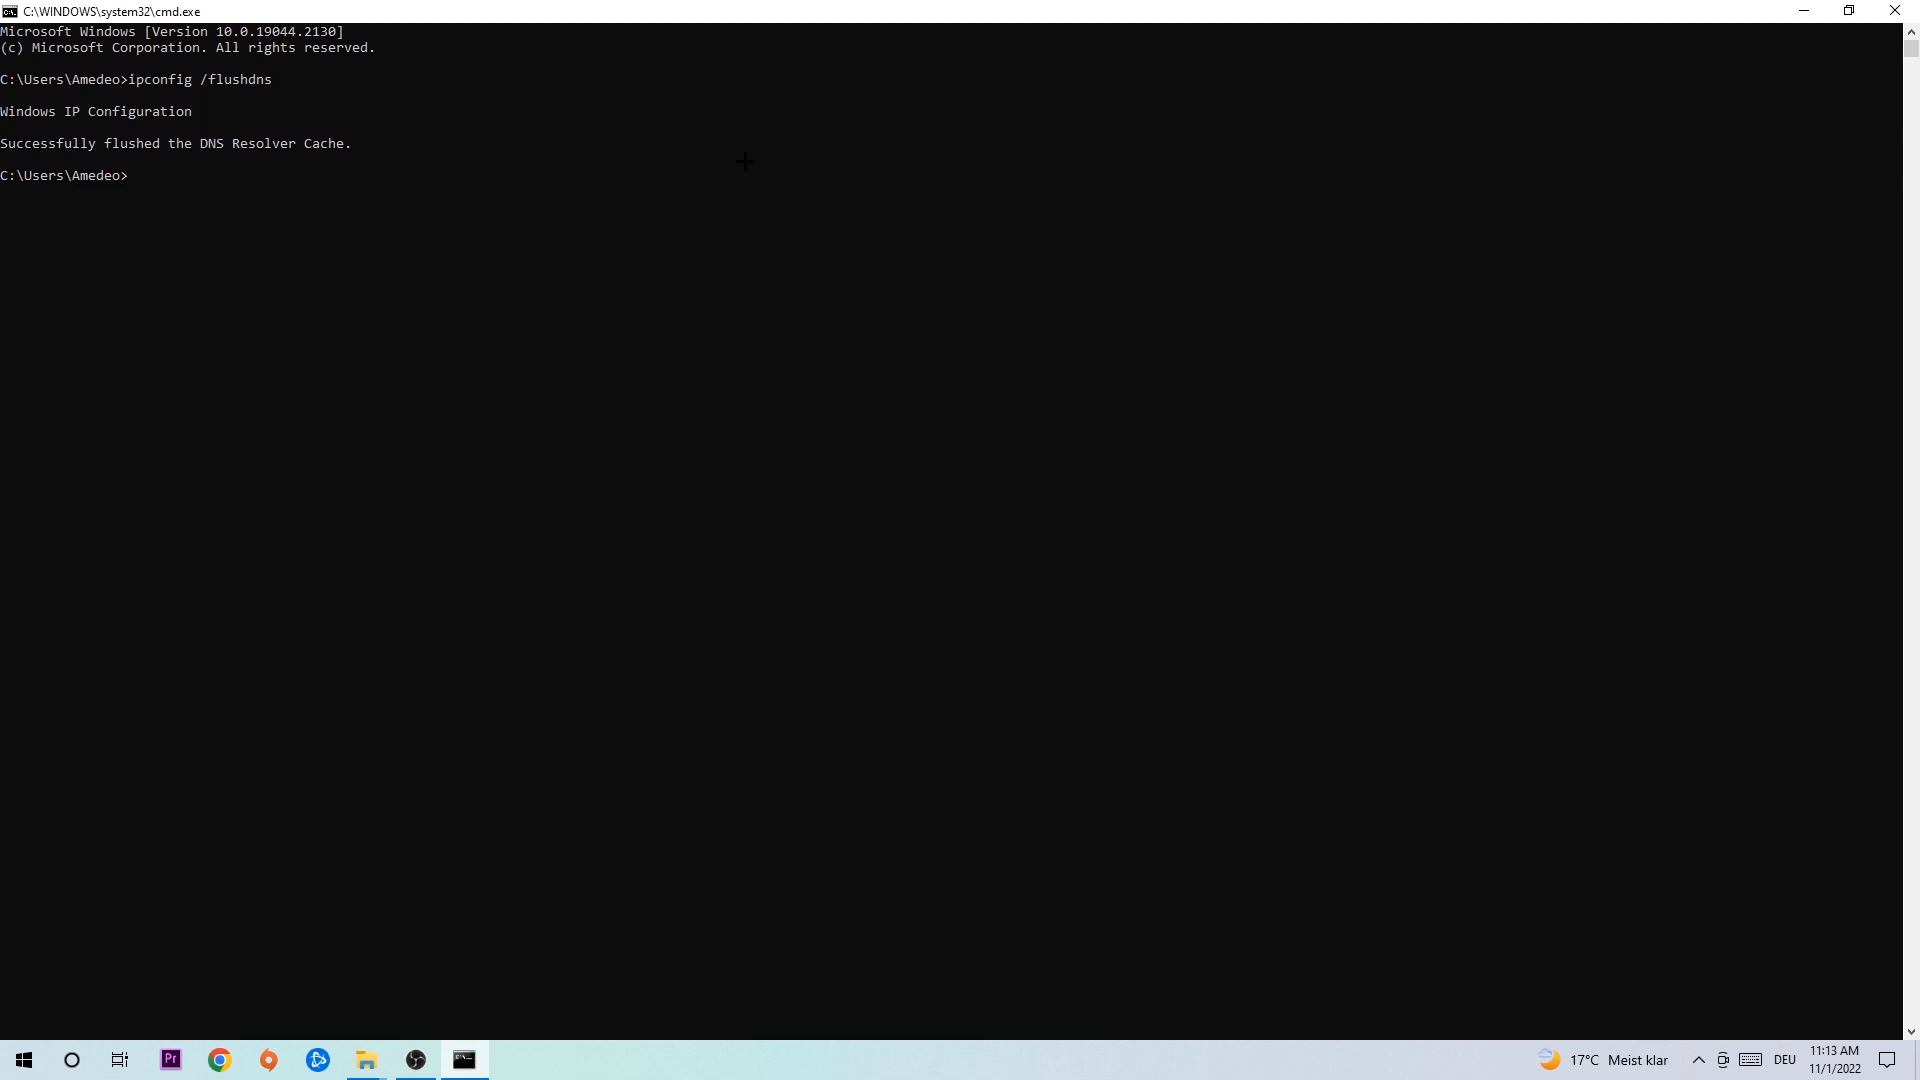 C:\WINDOWS\system32\cmd.exe
Microsoft Windows [Version 10.0.19044.2130]
(c) Microsoft Corporation. All rights reserved.
C:\Users\Amedeo>ipconfig /flushdns
Windows IP Configuration
Successfully flushed the DNS Resolver Cache.
C:\Users\Amedeo>
Pr
17°C Meist klar
DEU
11:13 AM
11/1/2022